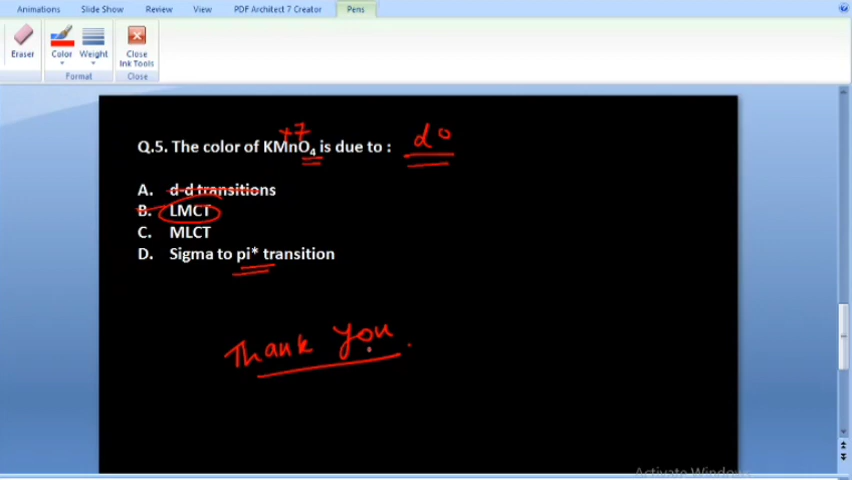 Animations Slide Show Review View PDF Architect 7 Creator Pens
Eraser Color Weight Close Ink Tools
Format Close
+7
Q.5. The color of KMnO4 is due to : d0
A. d-d transitions
B. LMCT
C. MLCT
D. Sigma to pi* transition
Thank You.
Activate Windows